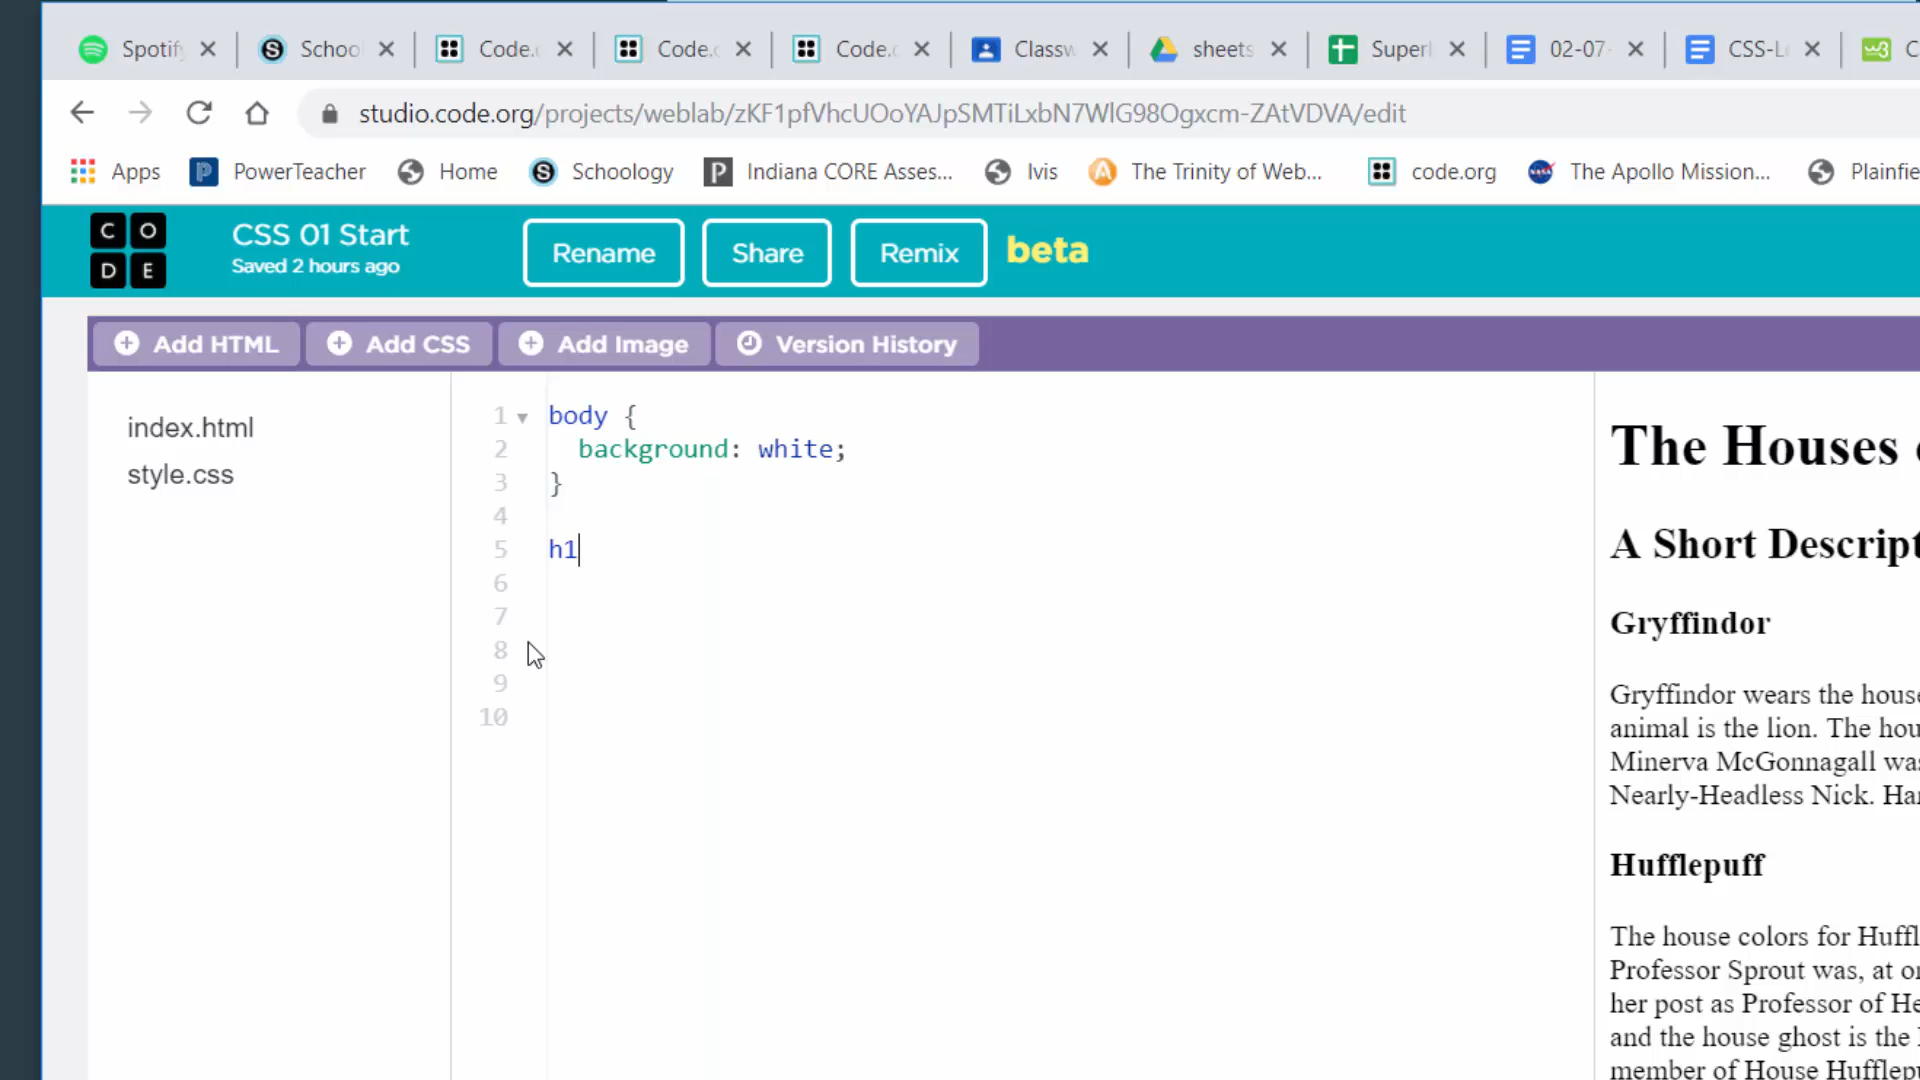 Spotif Schoo Code. Code.c Code.c Classw sheets Superl 02-07- CSS-L
studio.code.org/projects/weblab/zKF1pfVhcUOoYAJpSMTiLxbN7WlG98Ogxcm-ZAtVDVA/edit
Apps PowerTeacher Home Schoology Indiana CORE Asses... Ivis The Trinity of Web... code.org The Apollo Mission... Plainfie
C O D E
CSS 01 Start
Saved 2 hours ago
Rename Share Remix beta
Add HTML Add CSS Add Image Version History
index.html
style.css
1 body {
2 background: white;
3 }
4
5 h1
6
7
8
9
10
The Houses
A Short Descript
Gryffindor
Gryffindor wears the house
animal is the lion. The hou
Minerva McGonnagall was
Nearly-Headless Nick. Har
Hufflepuff
The house colors for Huffl
Professor Sprout was, at on
her post as Professor of He
and the house ghost is the
member of House Hufflepu